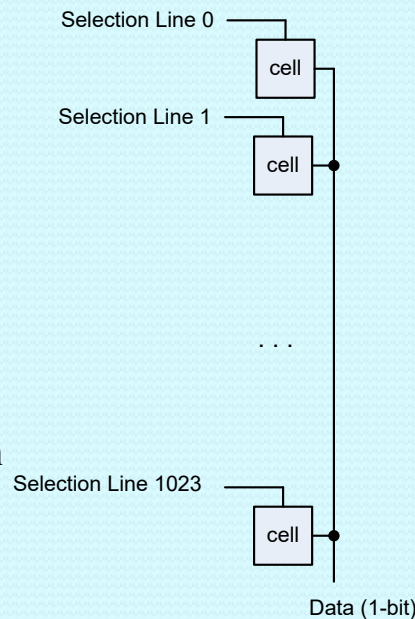 Selection Line 0
cell
Selection Line 1
cell
. . .
Selection Line 1023
cell
Data (1-bit)